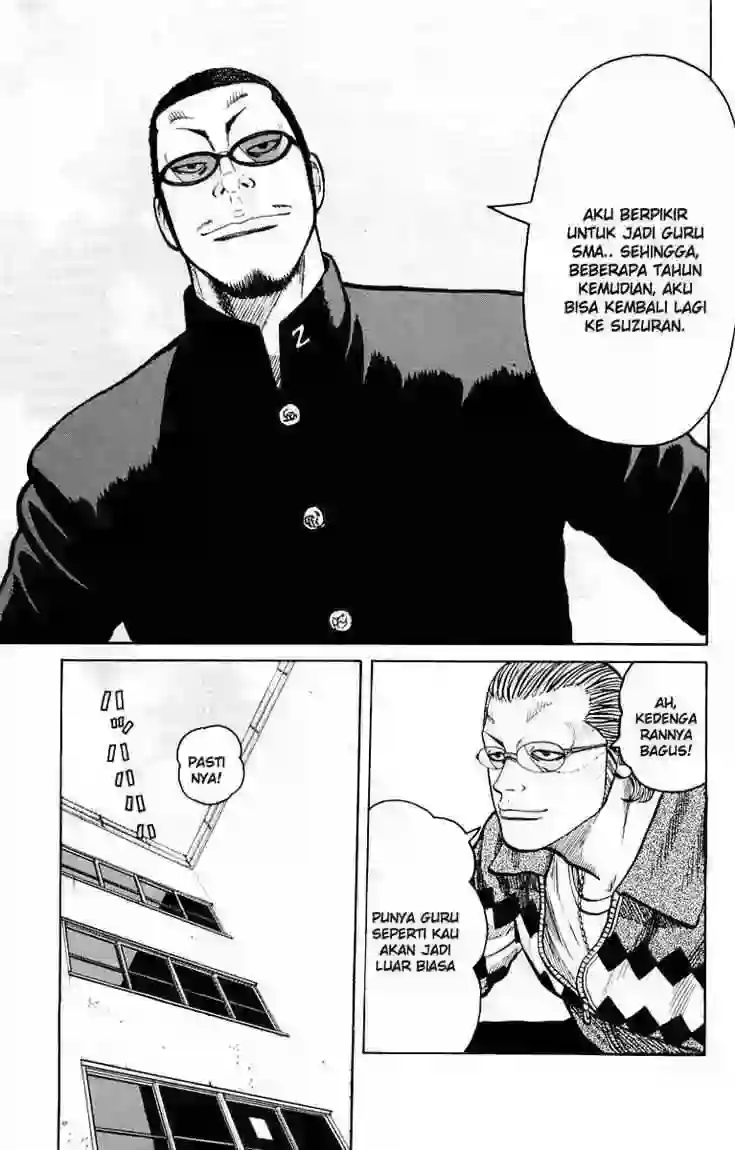 AKU BERPIKIR
UNTUK JADI GURU
SMA.. SEHINGGA,
BEBERAPA TAHUN
KEMUDIAN, AKU
BISA KEMBALI LAGI
KE SUZURAN.
Z
AH,
KEDENGA
RANNYA
BAGUS!
PUNYA GURU
SEPERTI KAU
AKAN JADI
LUAR BIASA
PASTI
NYA!